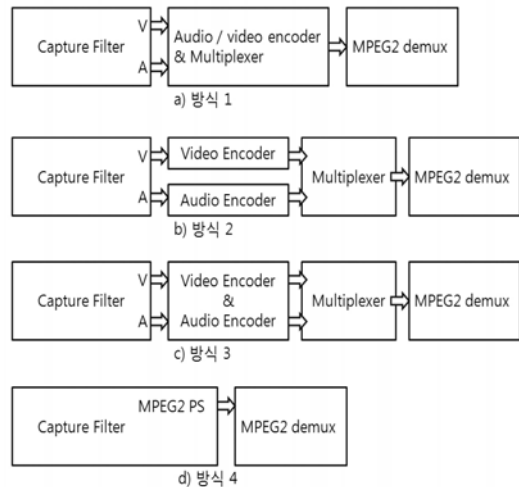 V
Capture Filter
A
Audio / video encoder
& Multiplexer
MPEG2 demux
a) 방식 1
V
Capture Filter
A
Video Encoder
Audio Encoder
Multiplexer
MPEG2 demux
b) 방식 2
V
Capture Filter
A
Video Encoder
&
Audio Encoder
Multiplexer
MPEG2 demux
c) 방식 3
MPEG2 PS
Capture Filter
MPEG2 demux
d) 방식 4